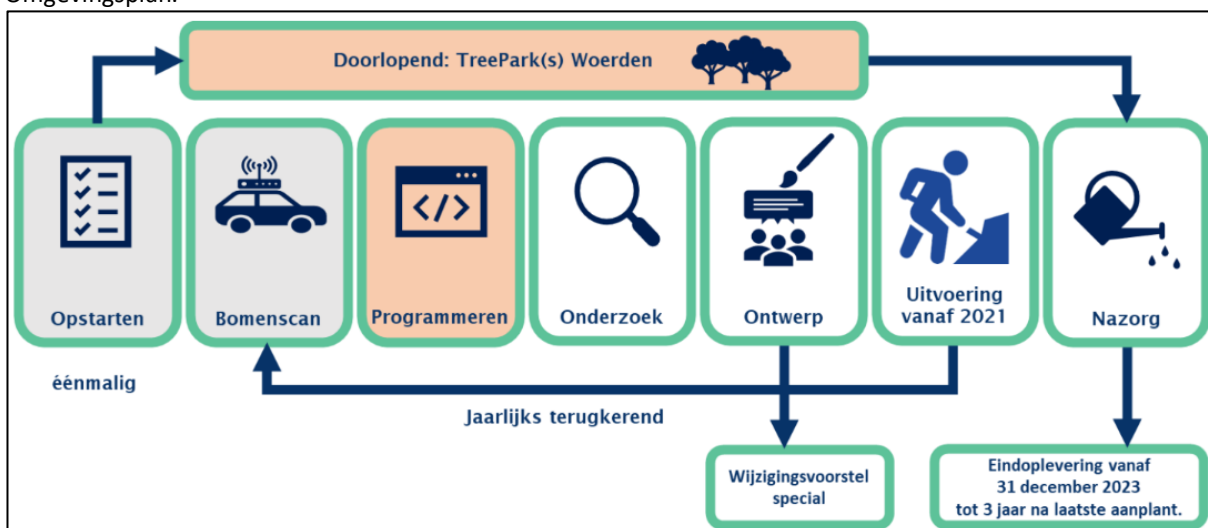 Omgevingsplan.
Doorlopend: TreePark(s) Woerden
Opstarten
Bomenscan
</>
Programmeren
Onderzoek
Ontwerp
Uitvoering
vanaf 2021
Nazorg
éénmalig
Jaarlijks terugkerend
Wijzigingsvoorstel
special
Eindoplevering vanaf
31 december 2023
tot 3 jaar na laatste aanplant.